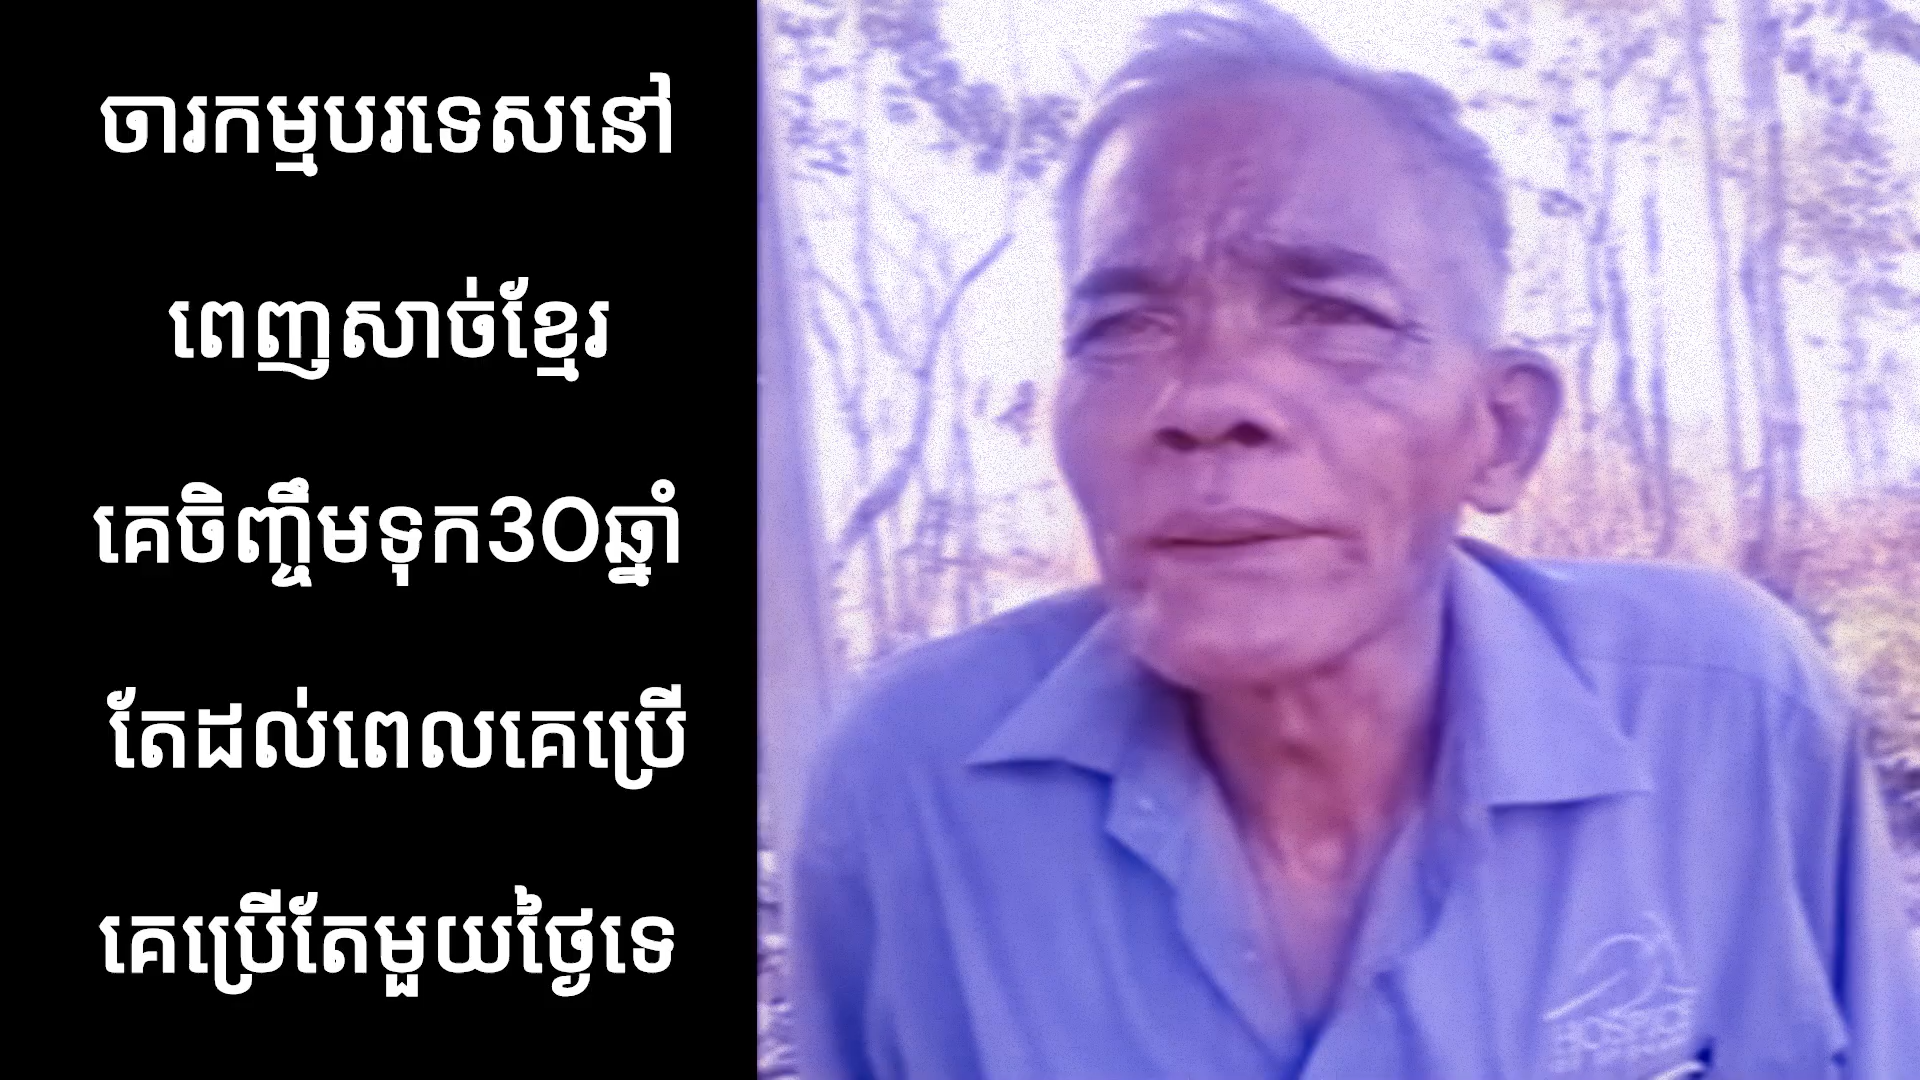 ចារកម្មបរទេសនៅ
ពេញសាច់ខ្មែរ
គេចិញ្ចឹមទុក30ឆ្នាំ
តែដល់ពេលគេប្រើ
គេប្រើតែមួយថ្ងៃទេ
HOSPICE